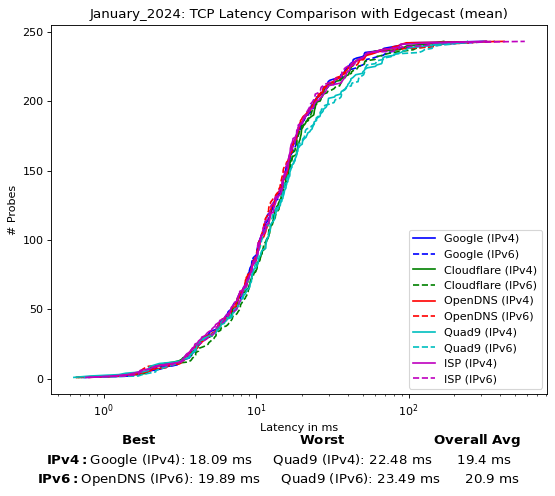 January_2024: TCP Latency Comparison with Edgecast (mean)
250
200
150
100
50
0
# Probes
Google (IPv4)
Google (IPv6)
Cloudflare (IPv4)
Cloudflare (IPv6)
OpenDNS (IPv4)
OpenDNS (IPv6)
Quad9 (IPv4)
Quad9 (IPv6)
ISP (IPv4)
ISP (IPv6)
10⁰ 10¹ 10²
Latency in ms
Best Worst Overall Avg
IPv4: Google (IPv4): 18.09 ms Quad9 (IPv4): 22.48 ms 19.4 ms
IPv6: OpenDNS (IPv6): 19.89 ms Quad9 (IPv6): 23.49 ms 20.9 ms